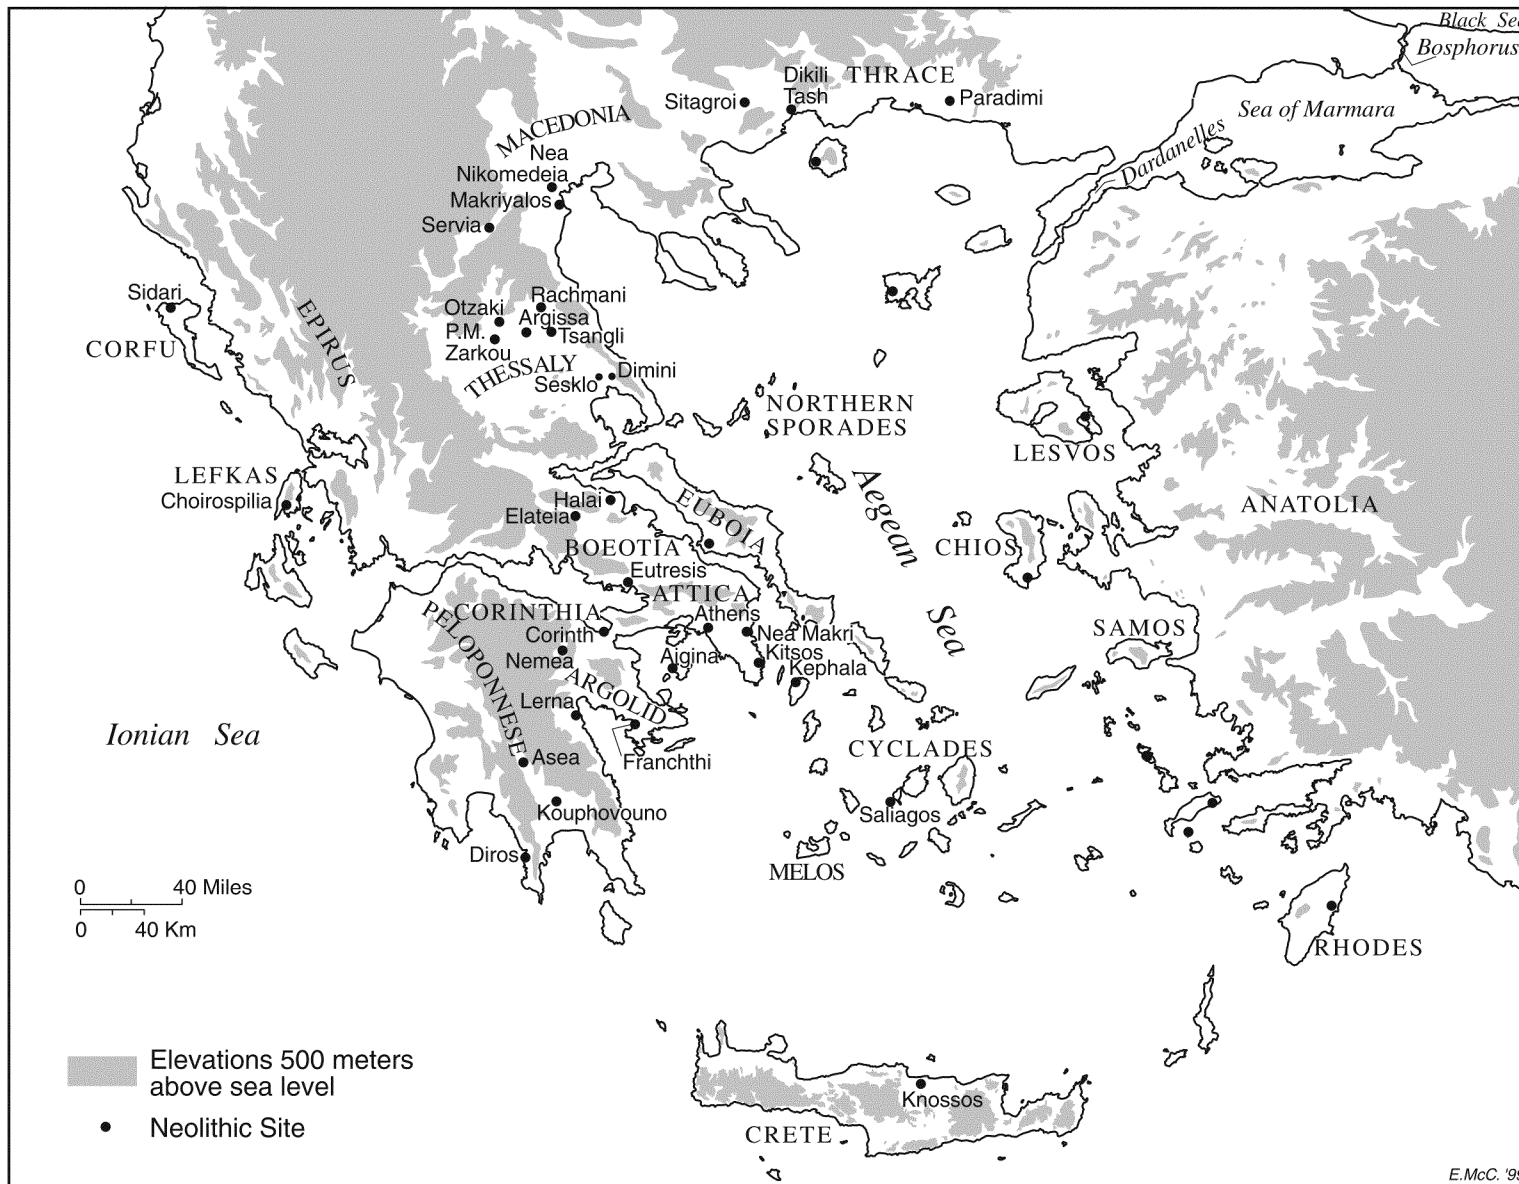 Black Sea
Bosphorus
Sea of Marmara
Dardanelles
THRACE
Dikili
Tash
Sitagroi
Paradimi
MACEDONIA
Nea
Nikomedeia
Makriyalos
Servia
Sidari
CORFU
EPIRUS
Rachmani
Otzaki
Argissa
P.M.
Zarkou
Tsangli
THESSALY
Sesklo
Dimini
NORTHERN
SPORADES
LESVOS
LEFKAS
Choirospilia
Halai
Elateia
EUBOIA
Aegean
Sea
ANATOLIA
CHIOS
BOEOTIA
Eutresis
ATTICA
CORINTHIA
Athens
Corinth
Nea Makri
Kitsos
Kephala
Nemea
Aigina
SAMOS
PELOPONNESE
ARGOLID
Lerna
Ionian Sea
Asea
Franchthi
CYCLADES
Kouphovouno
Saliagos
Diros
MELOS
RHODES
0 40 Miles
0 40 Km
Elevations 500 meters
above sea level
Neolithic Site
Knossos
CRETE
E.McC. '99